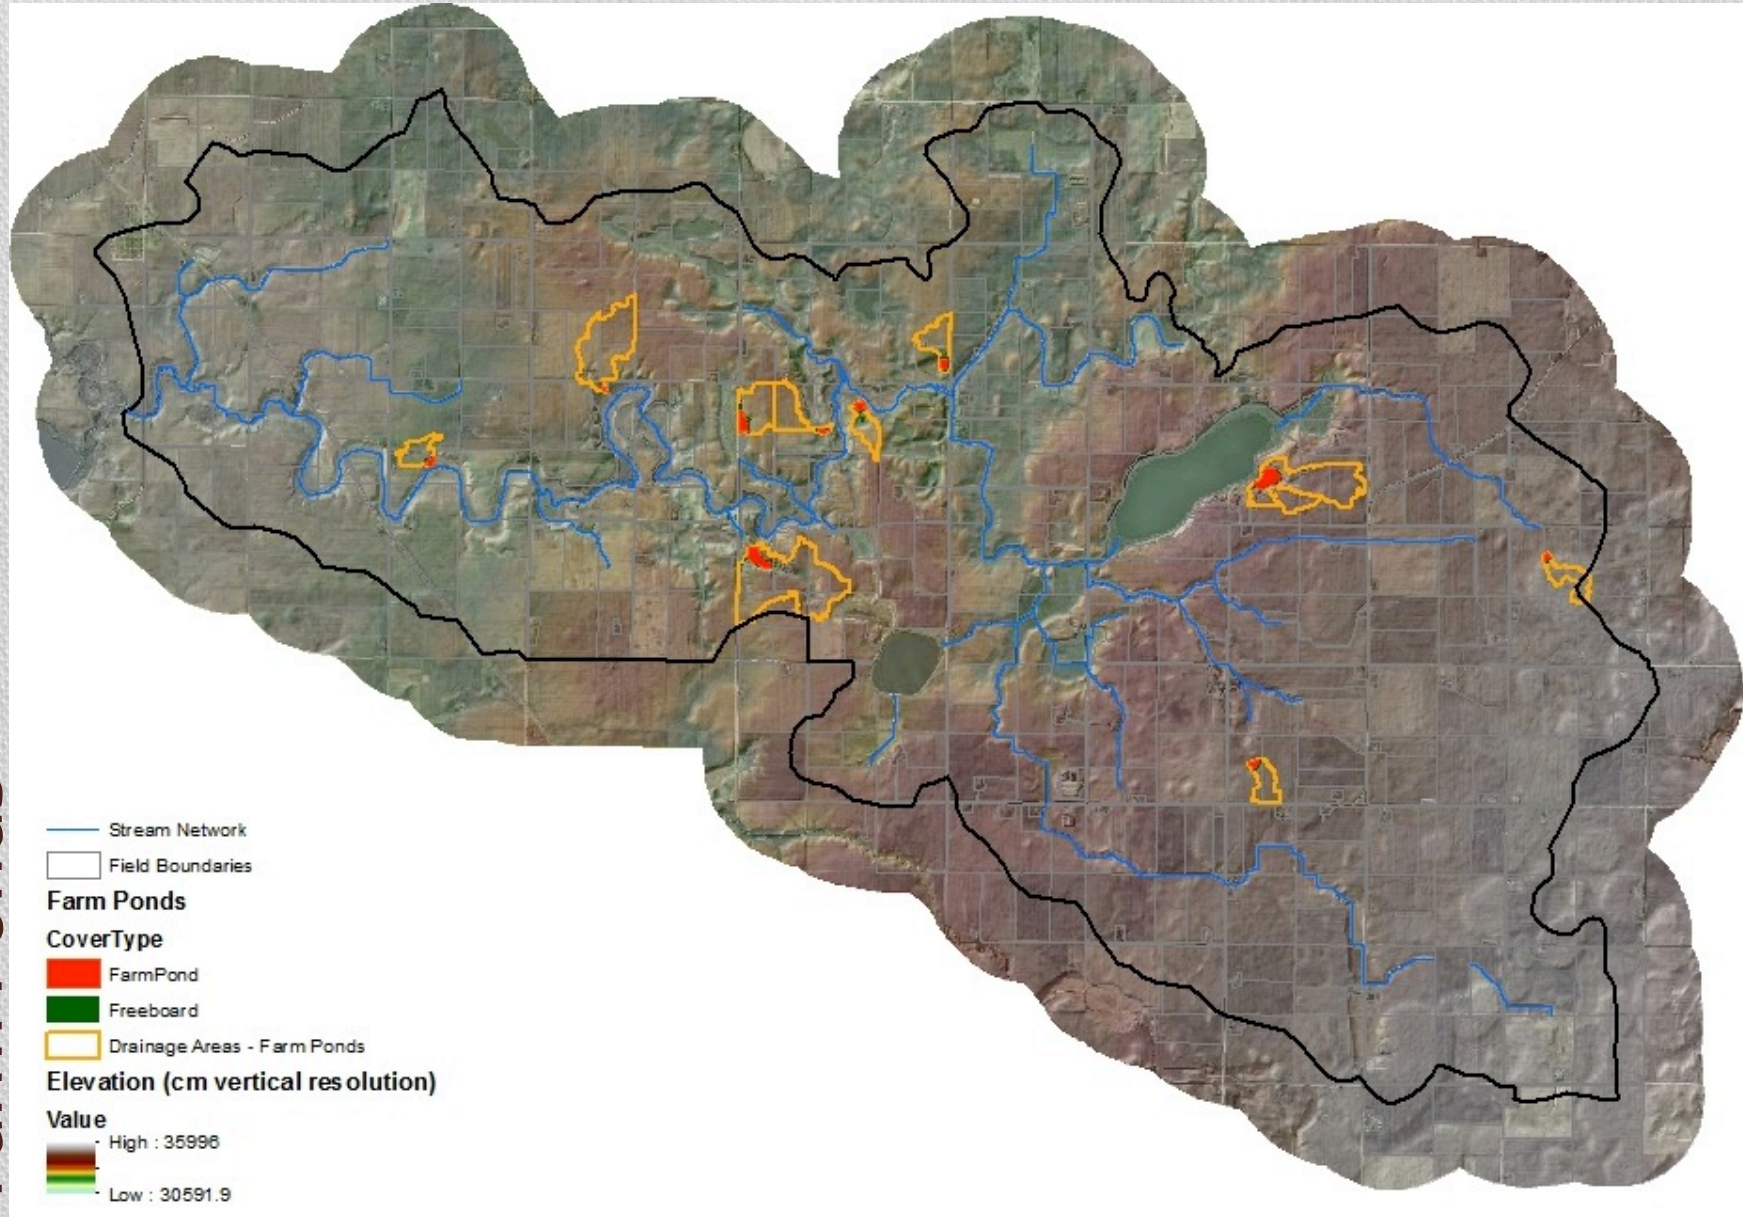 Stream Network
Field Boundaries
Farm Ponds
CoverType
FarmPond
Freeboard
Drainage Areas - Farm Ponds
Elevation (cm vertical resolution)
Value
High : 35996
Low : 30591.9